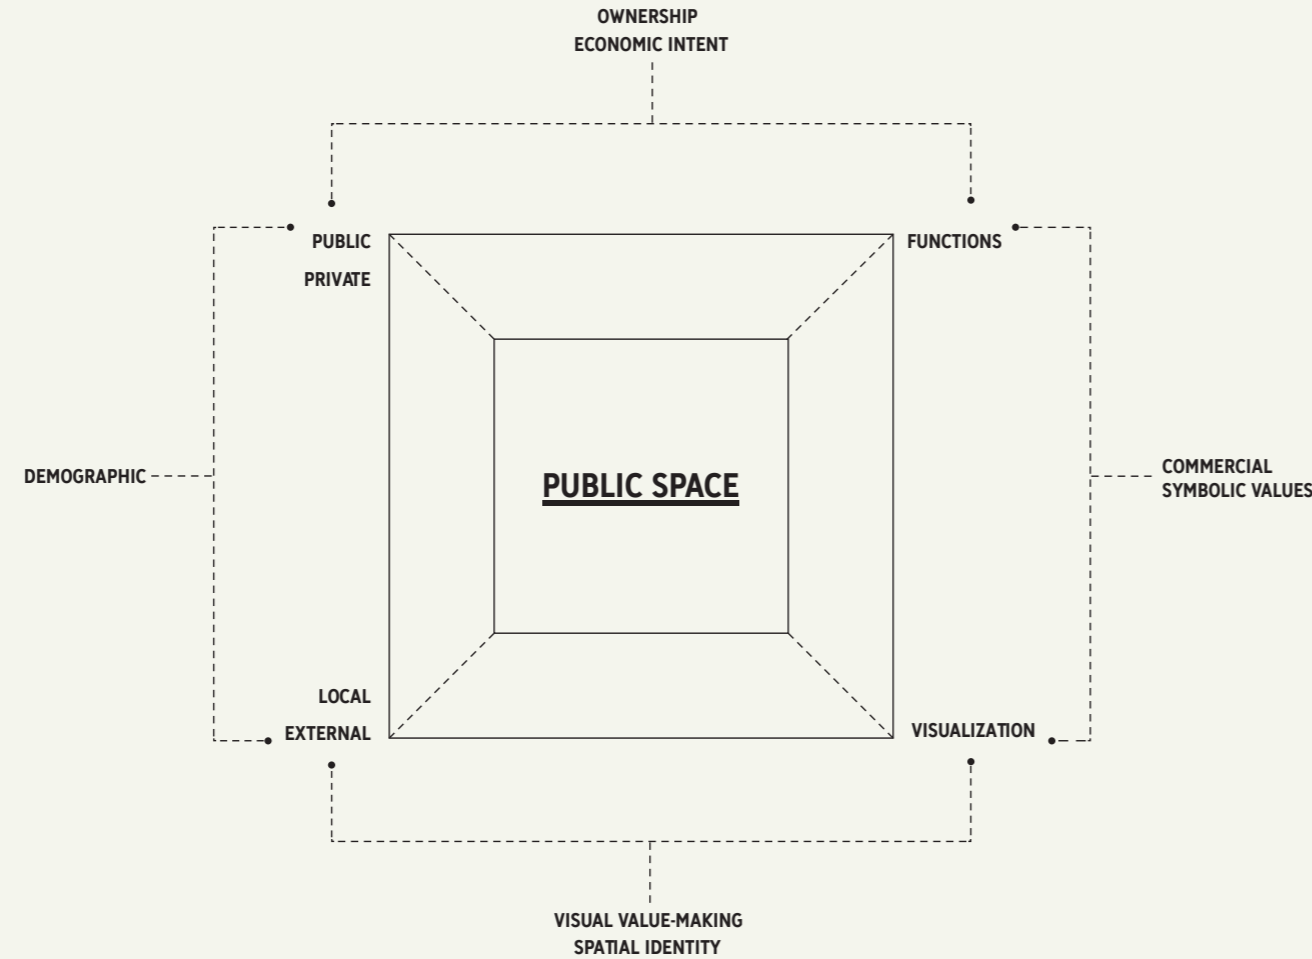 OWNERSHIP
ECONOMIC INTENT
PUBLIC
PRIVATE
FUNCTIONS
DEMOGRAPHIC
PUBLIC SPACE
COMMERCIAL
SYMBOLIC VALUES
LOCAL
EXTERNAL
VISUALIZATION
VISUAL VALUE-MAKING
SPATIAL IDENTITY